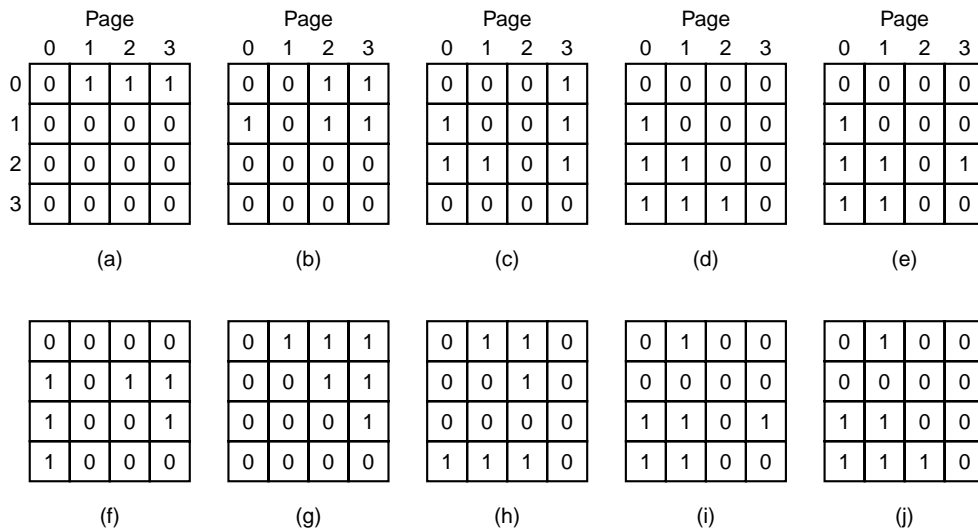 Page Page Page Page Page
0 1 2 3 0 1 2 3 0 1 2 3 0 1 2 3 0 1 2 3
0 0 1 1 1 0 0 1 1 0 0 0 1 0 0 0 0 0 0 0 0
1 0 0 0 0 1 0 1 1 1 0 0 1 1 0 0 0 1 0 0 0
2 0 0 0 0 0 0 0 0 1 1 0 1 1 1 0 0 1 1 0 1
3 0 0 0 0 0 0 0 0 0 0 0 0 1 1 1 0 1 1 0 0
(a) (b) (c) (d) (e)
0 0 0 0 0 1 1 1 0 1 1 0 0 1 0 0 0 1 0 0
1 0 1 1 0 0 1 1 0 0 1 0 0 0 0 0 0 0 0 0
1 0 0 1 0 0 0 1 0 0 0 0 1 1 0 1 1 1 0 0
1 0 0 0 0 0 0 0 1 1 1 0 1 1 0 0 1 1 1 0
(f) (g) (h) (i) (j)